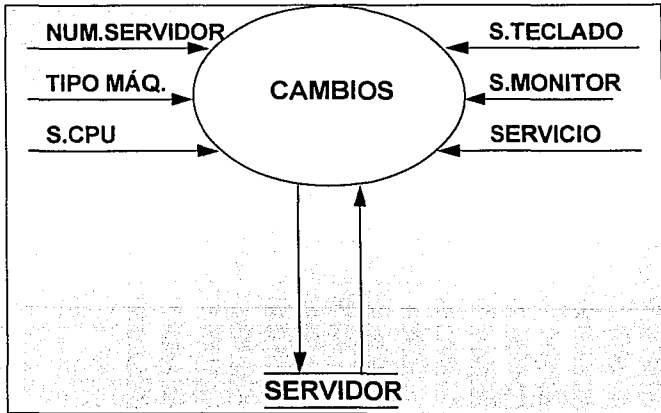 NUM.SERVIDOR
TIPO MÁQ.
S.CPU
CAMBIOS
S.TECLADO
S.MONITOR
SERVICIO
SERVIDOR